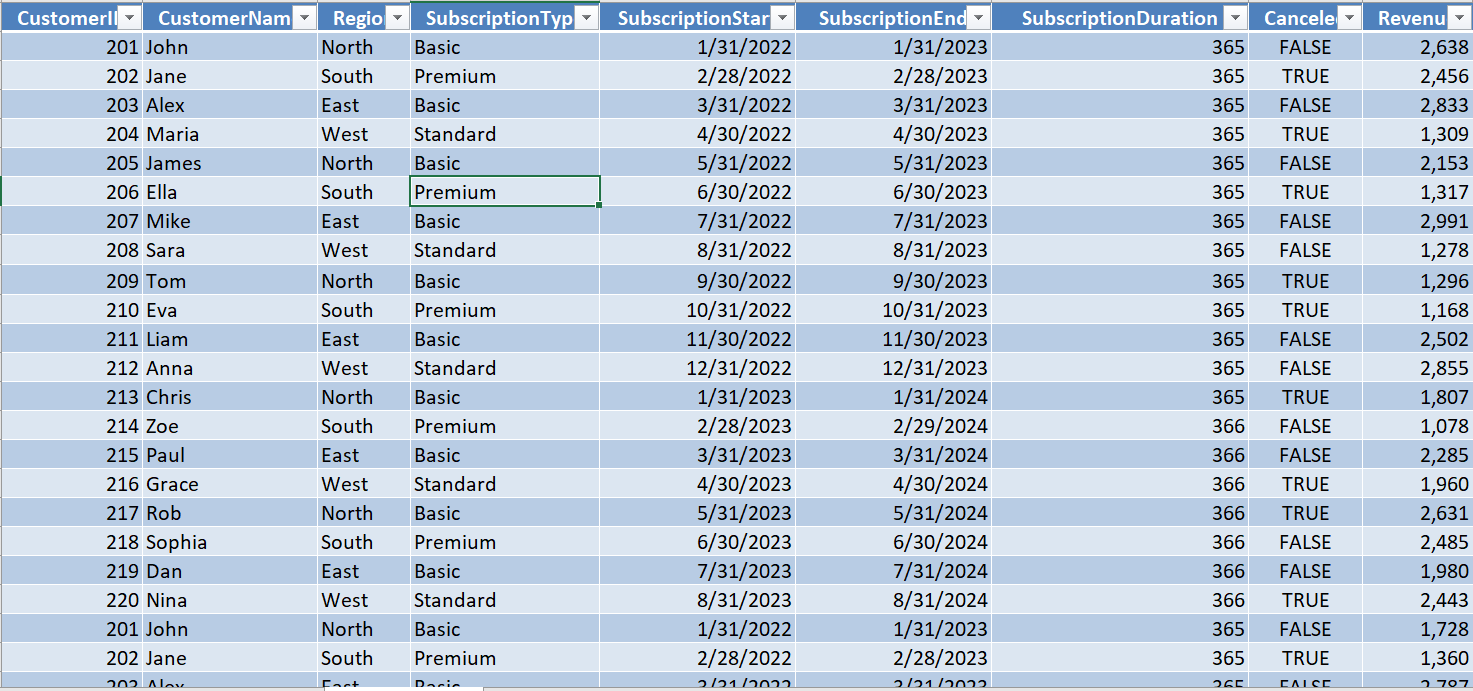 CustomerI CustomerNam Regio SubscriptionTyp SubscriptionStar SubscriptionEnd SubscriptionDuration Cancele Revenu
201 John North Basic 1/31/2022 1/31/2023 365 FALSE 2,638
202 Jane South Premium 2/28/2022 2/28/2023 365 TRUE 2,456
203 Alex East Basic 3/31/2022 3/31/2023 365 FALSE 2,833
204 Maria West Standard 4/30/2022 4/30/2023 365 TRUE 1,309
205 James North Basic 5/31/2022 5/31/2023 365 FALSE 2,153
206 Ella South Premium 6/30/2022 6/30/2023 365 TRUE 1,317
207 Mike East Basic 7/31/2022 7/31/2023 365 FALSE 2,991
208 Sara West Standard 8/31/2022 8/31/2023 365 FALSE 1,278
209 Tom North Basic 9/30/2022 9/30/2023 365 TRUE 1,296
210 Eva South Premium 10/31/2022 10/31/2023 365 TRUE 1,168
211 Liam East Basic 11/30/2022 11/30/2023 365 FALSE 2,502
212 Anna West Standard 12/31/2022 12/31/2023 365 FALSE 2,855
213 Chris North Basic 1/31/2023 1/31/2024 365 TRUE 1,807
214 Zoe South Premium 2/28/2023 2/29/2024 366 FALSE 1,078
215 Paul East Basic 3/31/2023 3/31/2024 366 FALSE 2,285
216 Grace West Standard 4/30/2023 4/30/2024 366 TRUE 1,960
217 Rob North Basic 5/31/2023 5/31/2024 366 TRUE 2,631
218 Sophia South Premium 6/30/2023 6/30/2024 366 FALSE 2,485
219 Dan East Basic 7/31/2023 7/31/2024 366 FALSE 1,980
220 Nina West Standard 8/31/2023 8/31/2024 366 TRUE 2,443
201 John North Basic 1/31/2022 1/31/2023 365 FALSE 1,728
202 Jane South Premium 2/28/2022 2/28/2023 365 TRUE 1,360
203 Alex East Basic 3/31/2022 3/31/2023 365 FALSE 2,787